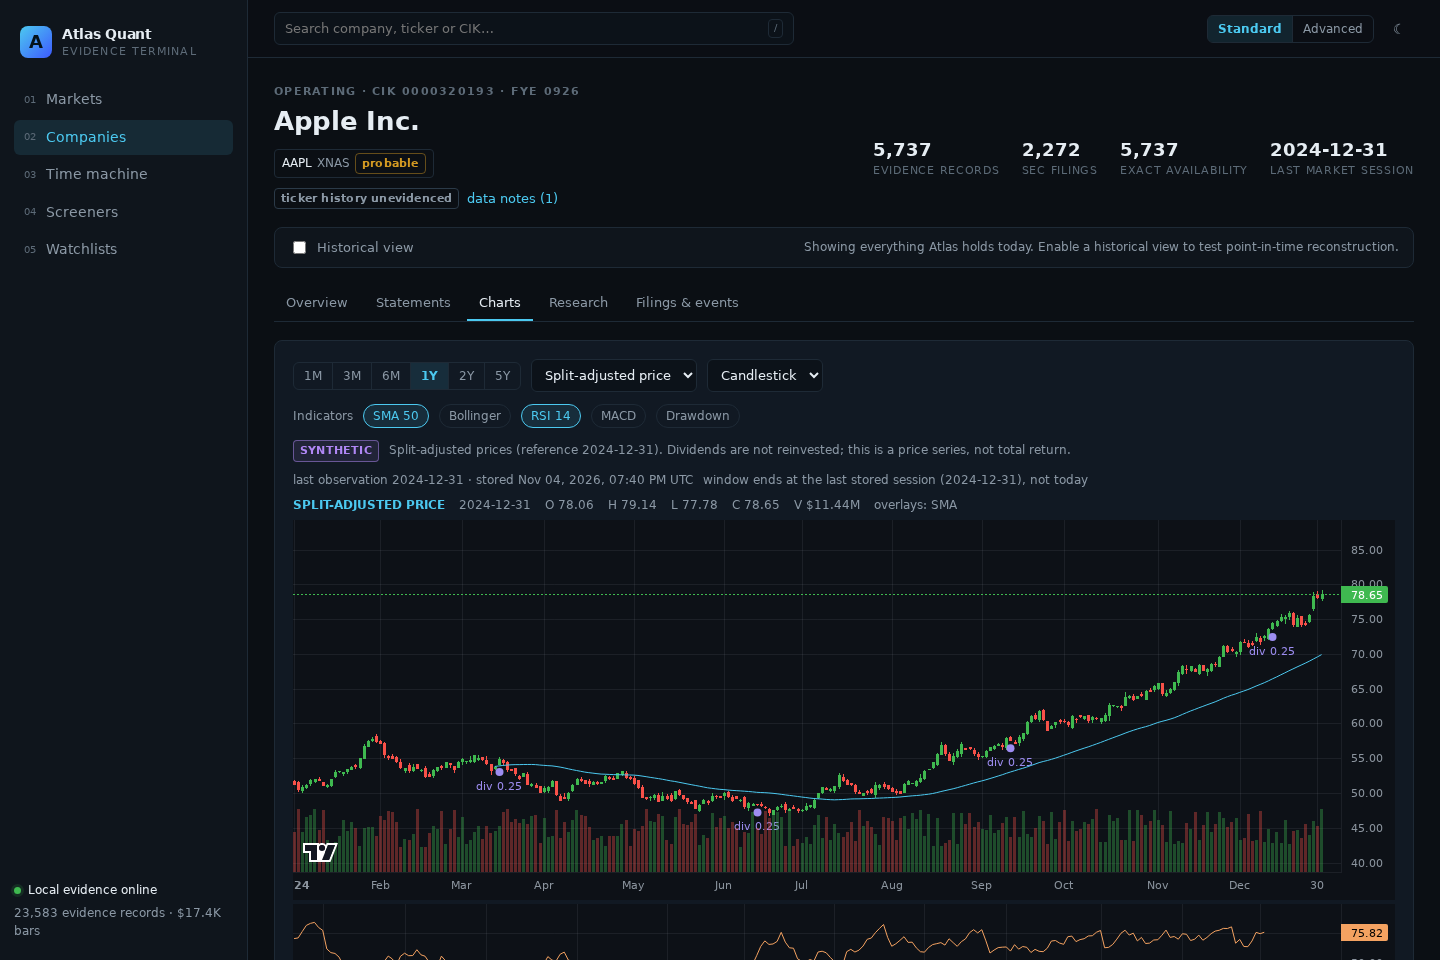 A
Atlas Quant
EVIDENCE TERMINAL
01 Markets
02 Companies
03 Time machine
04 Screeners
05 Watchlists
Local evidence online
23,583 evidence records · $17.4K
bars
Search company, ticker or CIK...
/
Standard
Advanced
OPERATING · CIK 0000320193 · FYE 0926
Apple Inc.
AAPL XNAS probable
ticker history unevidenced
data notes (1)
5,737
EVIDENCE RECORDS
2,272
SEC FILINGS
5,737
EXACT AVAILABILITY
2024-12-31
LAST MARKET SESSION
Historical view
Showing everything Atlas holds today. Enable a historical view to test point-in-time reconstruction.
Overview
Statements
Charts
Research
Filings & events
1M 3M 6M 1Y 2Y 5Y
Split-adjusted price
Candlestick
Indicators SMA 50 Bollinger RSI 14 MACD Drawdown
SYNTHETIC Split-adjusted prices (reference 2024-12-31). Dividends are not reinvested; this is a price series, not total return.
last observation 2024-12-31 · stored Nov 04, 2026, 07:40 PM UTC window ends at the last stored session (2024-12-31), not today
SPLIT-ADJUSTED PRICE 2024-12-31 O 78.06 H 79.14 L 77.78 C 78.65 V $11.44M overlays: SMA
85.00
80.00
78.65
75.00
70.00
65.00
60.00
55.00
50.00
45.00
40.00
div 0.25
div 0.25
div 0.25
div 0.25
24 Feb Mar Apr May Jun Jul Aug Sep Oct Nov Dec 30
75.82